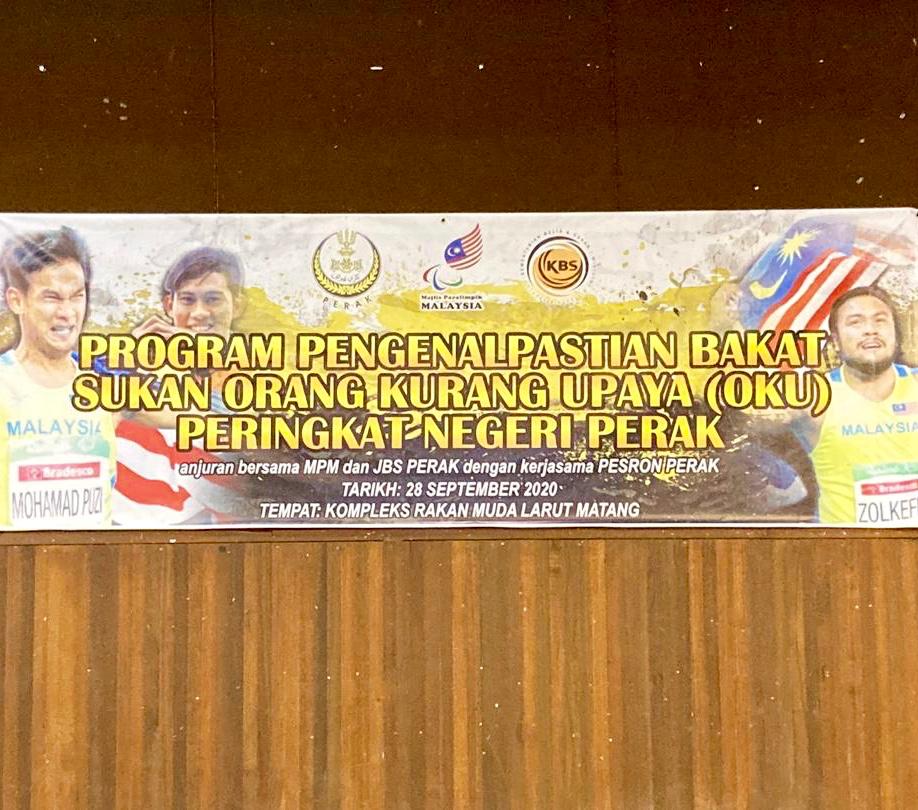 PERAK
Majlis Paralimpik
MALAYSIA
KBS
PROGRAM PENGENALPASTIAN BAKAT
SUKAN ORANG KURANG UPAYA (OKU)
PERINGKAT NEGERI PERAK
anjuran bersama MPM dan JBS PERAK dengan kerjasama PESRON PERAK
TARIKH: 28 SEPTEMBER 2020
TEMPAT: KOMPLEKS RAKAN MUDA LARUT MATANG
MALAYSIA
Bradesco
MOHAMAD PUZI
MALAYSIA
Bradesco
ZOLKEFL